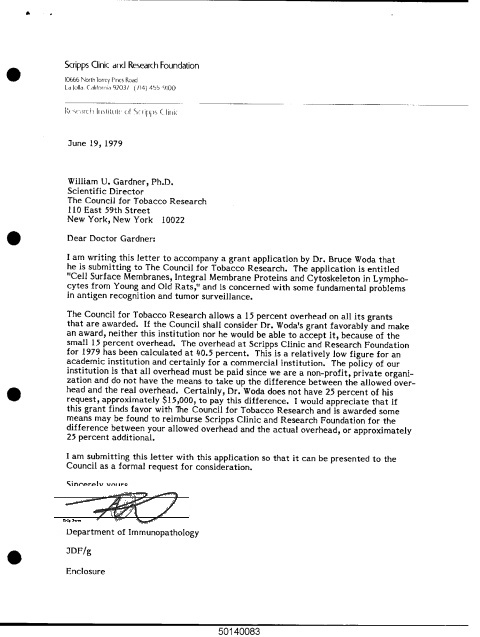 Scripps Clinic and Research Foundation
10666 North Torrey Pines Road
La Jolla, California 92037 (714) 455-9100
Research Institute of Scripps Clinic
June 19, 1979
William U. Gardner, Ph.D.
Scientific Director
The Council for Tobacco Research
110 East 59th Street
New York, New York 10022
Dear Doctor Gardner:
I am writing this letter to accompany a grant application by Dr. Bruce Woda that
he is submitting to The Council for Tobacco Research. The application is entitled
"Cell Surface Membranes, Integral Membrane Proteins and Cytoskeleton in Lympho-
cytes from Young and Old Rats," and is concerned with some fundamental problems
in antigen recognition and tumor surveillance.
The Council for Tobacco Research allows a 15 percent overhead on all its grants
that are awarded. If the Council shall consider Dr. Woda's grant favorably and make
an award, neither this institution nor he would be able to accept it, because of the
small 15 percent overhead. The overhead at Scripps Clinic and Research Foundation
for 1979 has been calculated at 40.5 percent. This is a relatively low figure for an
academic institution and certainly for a commercial institution. The policy of our
institution is that all overhead must be paid since we are a non-profit, private organi-
zation and do not have the means to take up the difference between the allowed over-
head and the real overhead. Certainly, Dr. Woda does not have 25 percent of his
request, approximately $15,000, to pay this difference. I would appreciate that if
this grant finds favor with The Council for Tobacco Research and is awarded some
means may be found to reimburse Scripps Clinic and Research Foundation for the
difference between your allowed overhead and the actual overhead, or approximately
25 percent additional.
I am submitting this letter with this application so that it can be presented to the
Council as a formal request for consideration.
Sincerely yours
Department of Immunopathology
JDF/g
Enclosure
50140083